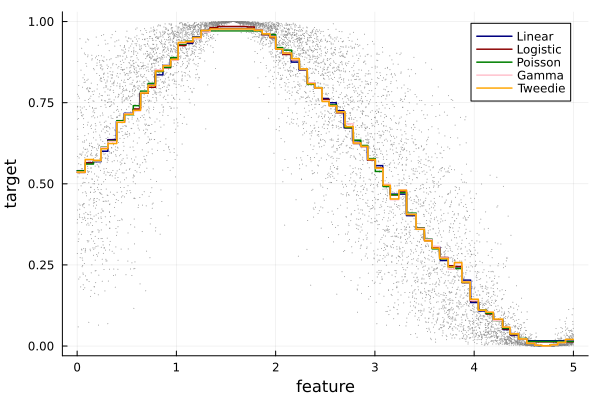 1.00
0.75
0.50
0.25
0.00
target
0
1
2
3
4
5
feature
Linear
Logistic
Poisson
Gamma
Tweedie